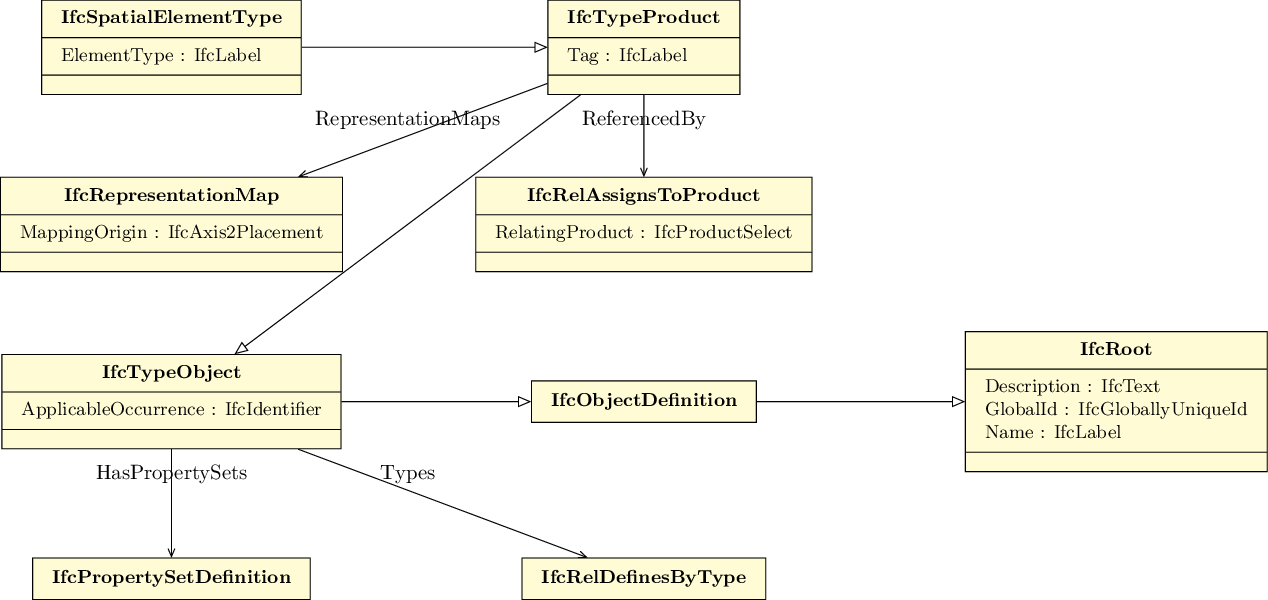 IfcSpatialElementType
ElementType : IfcLabel
IfcTypeProduct
Tag : IfcLabel
RepresentationMaps
ReferencedBy
IfcRepresentationMap
MappingOrigin : IfcAxis2Placement
IfcRelAssignsToProduct
RelatingProduct : IfcProductSelect
IfcTypeObject
ApplicableOccurrence : IfcIdentifier
IfcObjectDefinition
IfcRoot
Description : IfcText
GlobalId : IfcGloballyUniqueId
Name : IfcLabel
HasPropertySets
Types
IfcPropertySetDefinition
IfcRelDefinesByType